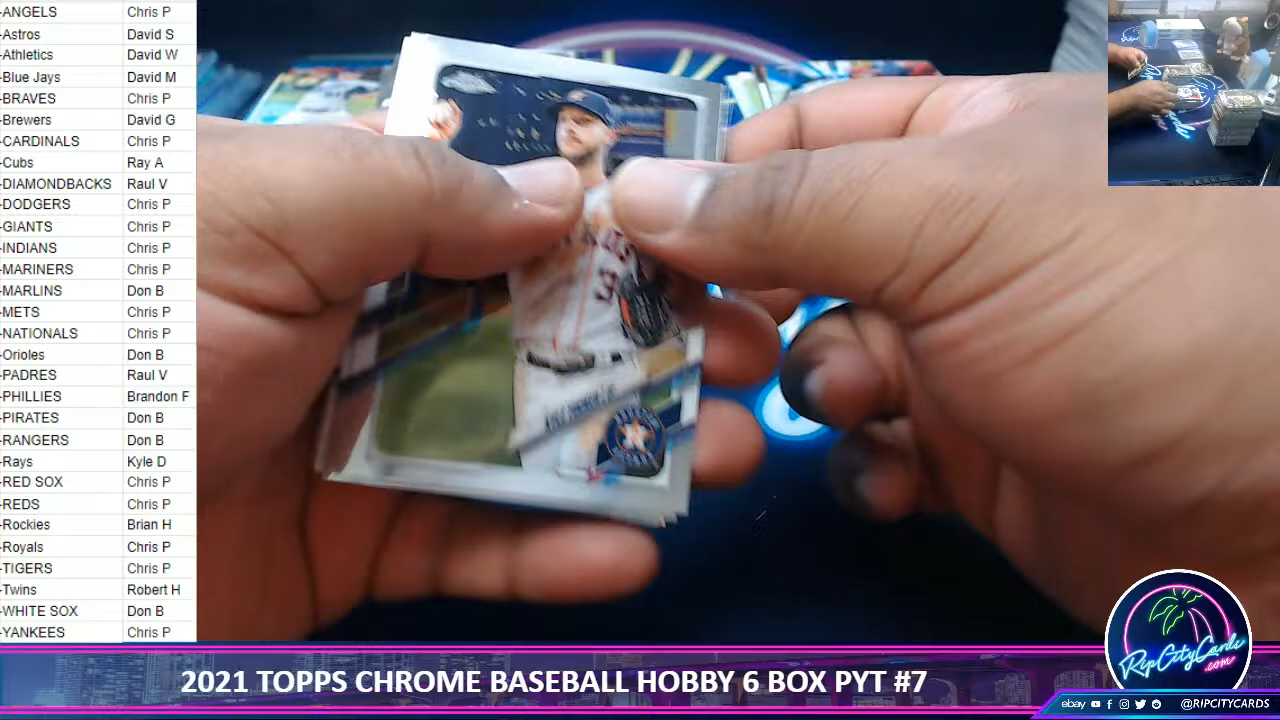 -ANGELS Chris P
-Astros David S
-Athletics David W
-Blue Jays David M
-BRAVES Chris P
-Brewers David G
-CARDINALS Chris P
-Cubs Ray A
-DIAMONDBACKS Raul V
-DODGERS Chris P
-GIANTS Chris P
-INDIANS Chris P
-MARINERS Chris P
-MARLINS Don B
-METS Chris P
-NATIONALS Chris P
-Orioles Don B
-PADRES Raul V
-PHILLIES Brandon F
-PIRATES Don B
-RANGERS Don B
-Rays Kyle D
-RED SOX Chris P
-REDS Chris P
-Rockies Brian H
-Royals Chris P
-TIGERS Chris P
-Twins Robert H
-WHITE SOX Don B
-YANKEES Chris P
RipCityCards
.com
2021 TOPPS CHROME BASEBALL HOBBY 6 BOX PYT #7
ebay @RIPCITYCARDS